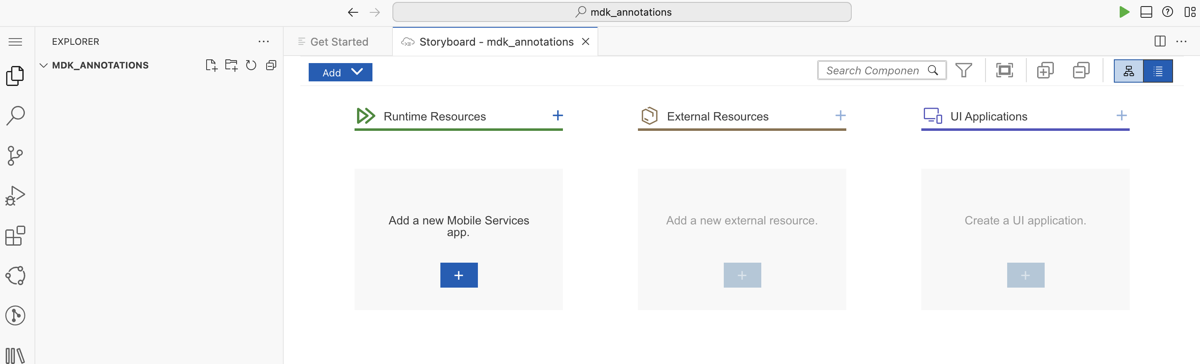 mdk_annotations
EXPLORER
Get Started
Storyboard - mdk_annotations
MDK_ANNOTATIONS
Add
Search Componen
Runtime Resources
External Resources
UI Applications
Add a new Mobile Services
app.
Add a new external resource.
Create a UI application.